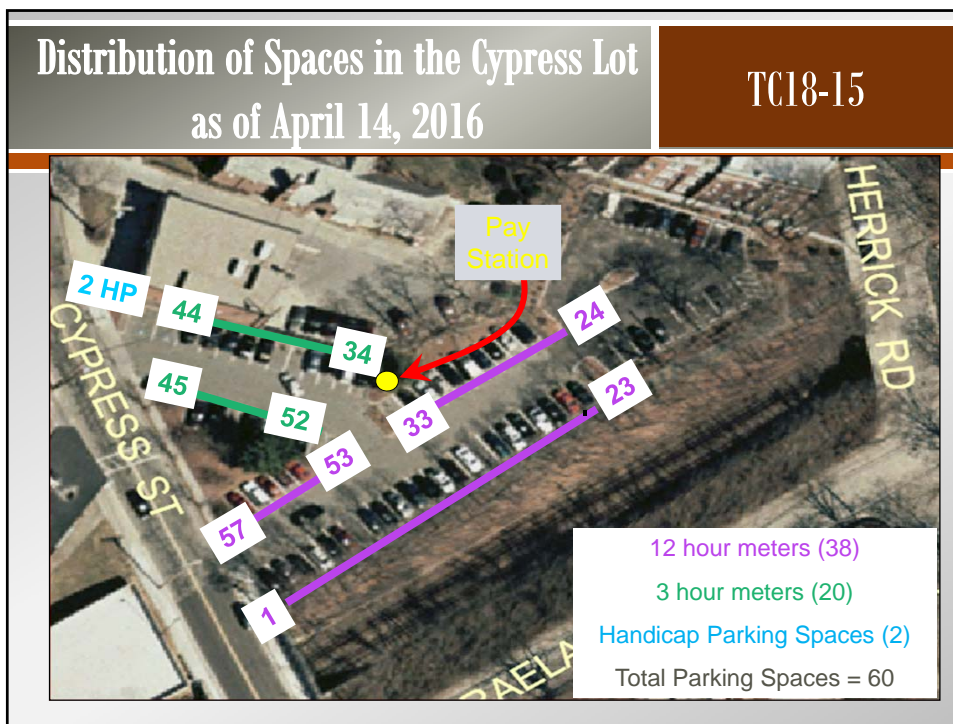 Distribution of Spaces in the Cypress Lot
as of April 14, 2016
TC18-15
Pay
Station
HERRICK RD
2 HP
44
34
24
CYPRESS ST
45
52
33
23
53
57
1
RAELA
12 hour meters (38)
3 hour meters (20)
Handicap Parking Spaces (2)
Total Parking Spaces = 60